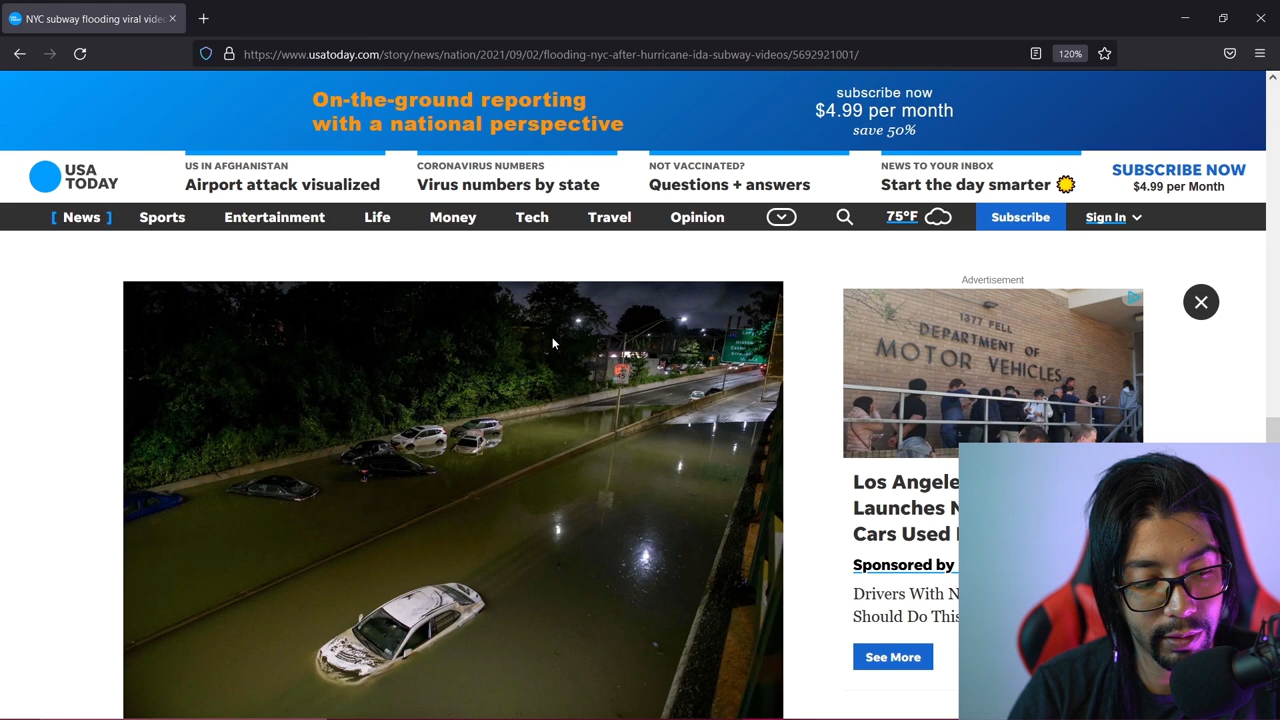 NYC subway flooding viral vide
https://www.usatoday.com/story/news/nation/2021/09/02/flooding-nyc-after-hurricane-ida-subway-videos/5692921001/
120%
On-the-ground reporting
with a national perspective
subscribe now
$4.99 per month
save 50%
USA
TODAY
US IN AFGHANISTAN
Airport attack visualized
CORONAVIRUS NUMBERS
Virus numbers by state
NOT VACCINATED?
Questions + answers
NEWS TO YOUR INBOX
Start the day smarter
SUBSCRIBE NOW
$4.99 per Month
[ News ]
Sports
Entertainment
Life
Money
Tech
Travel
Opinion
75°F
Subscribe
Sign In
Advertisement
1377 FELL
DEPARTMENT OF
MOTOR VEHICLES
Los Angele
Launches N
Cars Used
Sponsored by
Drivers With N
Should Do This
See More